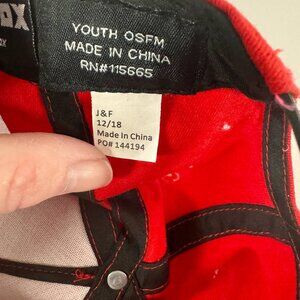 YOUTH OSFM
MADE IN CHINA
RN#115665
J & F
12/18
Made in China
PO# 144194